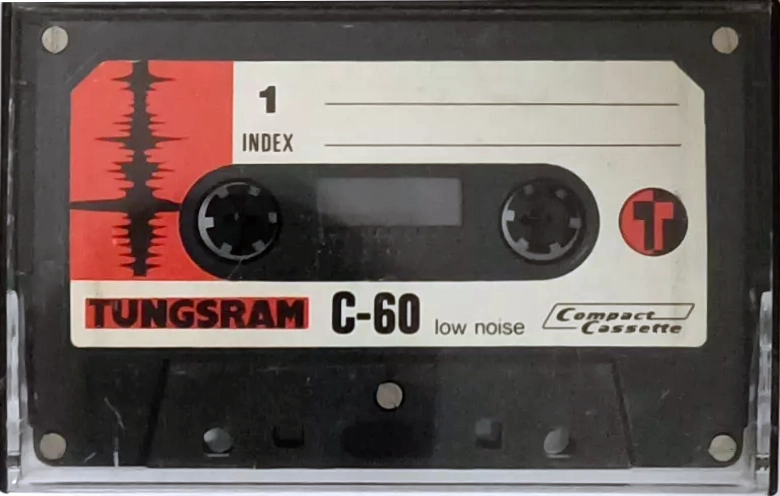 1
INDEX
T
TUNGSRAM C-60 low noise Compact Cassette